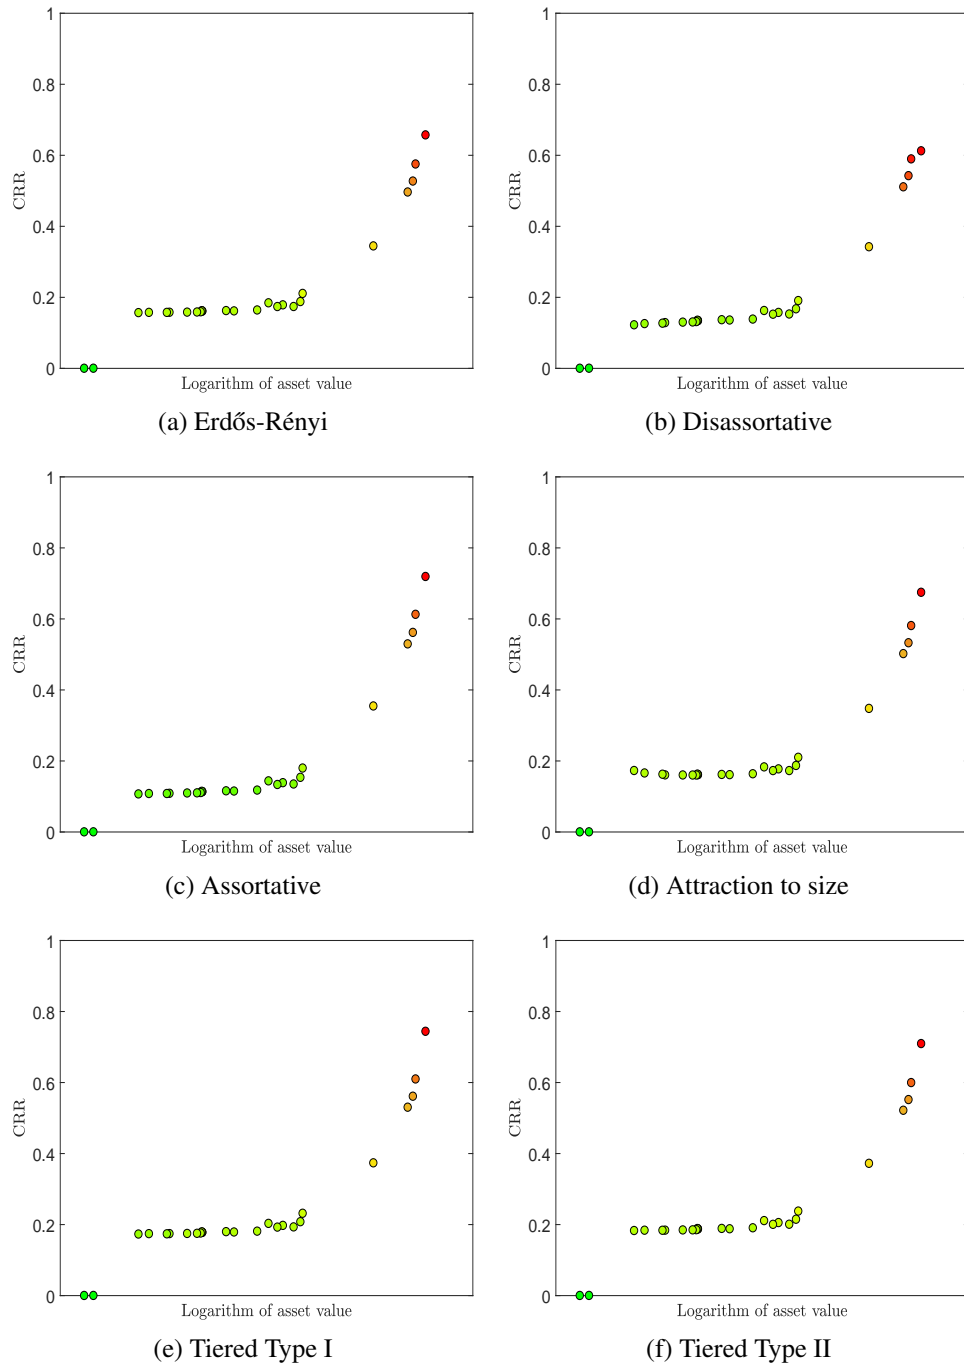 1
0.8
0.6
0.4
0.2
0
CRR
Logarithm of asset value
(a) Erdős-Rényi
1
0.8
0.6
0.4
0.2
0
CRR
Logarithm of asset value
(b) Disassortative
1
0.8
0.6
0.4
0.2
0
CRR
Logarithm of asset value
(c) Assortative
1
0.8
0.6
0.4
0.2
0
CRR
Logarithm of asset value
(d) Attraction to size
1
0.8
0.6
0.4
0.2
0
CRR
Logarithm of asset value
(e) Tiered Type I
1
0.8
0.6
0.4
0.2
0
CRR
Logarithm of asset value
(f) Tiered Type II